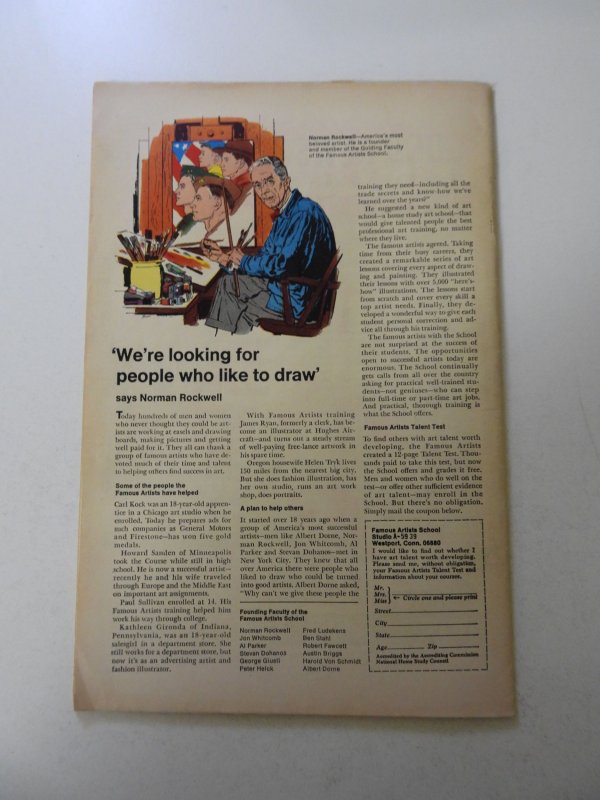 Norman Rockwell—America's most
beloved artist. He is a founder
and member of the Guiding Faculty
of the Famous Artists School.
'We're looking for
people who like to draw'
says Norman Rockwell
Today hundreds of men and women
who never thought they could be art-
ists are working at easels and drawing
boards, making pictures and getting
well paid for it. They all can thank a
group of famous artists who have de-
voted much of their time and talent
to helping others find success in art.
Some of the people the
Famous Artists have helped
Carl Kock was an 18-year-old appren-
tice in a Chicago art studio when he
enrolled. Today he prepares ads for
such companies as General Motors
and Firestone—has won five gold
medals.
Howard Sanden of Minneapolis
took the Course while still in high
school. He is now a successful artist—
recently he and his wife traveled
through Europe and the Middle East
on important art assignments.
Paul Sullivan enrolled at 14. His
Famous Artists training helped him
work his way through college.
Kathleen Gironda of Indiana,
Pennsylvania, was an 18-year-old
salesgirl in a department store. She
still works for a department store, but
now it's as an advertising artist and
fashion illustrator.
With Famous Artists training
James Ryan, formerly a clerk, has be-
come an illustrator at Hughes Air-
craft—and turns out a steady stream
of well-paying free-lance artwork in
his spare time.
Oregon housewife Helen Tryk lives
150 miles from the nearest big city.
But she does fashion illustration, has
her own studio, runs an art work
shop, does portraits.
A plan to help others
It started over 18 years ago when a
group of America's most successful
artists—men like Albert Dorne, Nor-
man Rockwell, Jon Whitcomb, Al
Parker and Stevan Dohanos—met in
New York City. They knew that all
over America there were people who
liked to draw who could be turned
into good artists. Albert Dorne asked,
"Why can't we give these people the
Founding Faculty of the
Famous Artists School
Norman Rockwell
Jon Whitcomb
Al Parker
Stevan Dohanos
George Giusti
Peter Helck
Fred Ludekens
Ben Stahl
Robert Fawcett
Austin Briggs
Harold Von Schmidt
Albert Dorne
training they need—including all the
trade secrets and know-how we've
learned over the years?"
He suggested a new kind of art
school—a home study art school—that
would give talented people the best
professional art training, no matter
where they live.
The famous artists agreed. Taking
time from their busy careers, they
created a remarkable series of art
lessons covering every aspect of draw-
ing and painting. They illustrated
their lessons with over 5,000 "here's-
how" illustrations. The lessons start
from scratch and cover every skill a
top artist needs. Finally, they de-
veloped a wonderful way to give each
student personal correction and ad-
vice all through his training.
The famous artists with the School
are not surprised at the success of
their students. The opportunities
open to successful artists today are
enormous. The School continually
gets calls from all over the country
asking for practical well-trained stu-
dents—not geniuses—who can step
into full-time or part-time art jobs.
And practical, thorough training is
what the School offers.
Famous Artists Talent Test
To find others with art talent worth
developing, the Famous Artists
created a 12-page Talent Test. Thou-
sands paid to take this test, but now
the School offers and grades it free.
Men and women who do well on the
test—or offer other sufficient evidence
of art talent—may enroll in the
School. But there's no obligation.
Simply mail the coupon below.
Famous Artists School
Studio A-5939
Westport, Conn. 06880
I would like to find out whether I
have art talent worth developing.
Please send me, without obligation,
your Famous Artists Talent Test and
information about your courses.
Mr.
Mrs.
Miss ← Circle one and please print
Street
City
State
Age Zip
Accredited by the Accrediting Commission
National Home Study Council